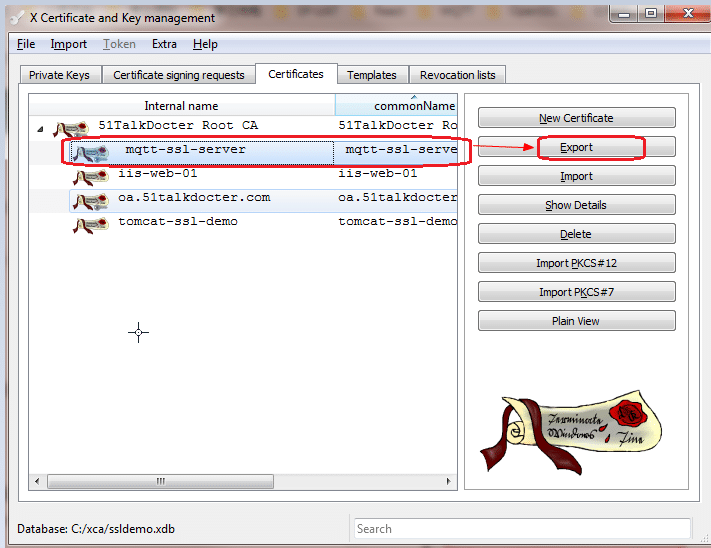 X Certificate and Key management
File Import Token Extra Help
Private Keys Certificate signing requests Certificates Templates Revocation lists
Internal name commonName
51TalkDocter Root CA 51TalkDocter Ro
mqtt-ssl-server mqtt-ssl-serve
iis-web-01 iis-web-01
oa.51talkdocter.com oa.51talkdocter
tomcat-ssl-demo tomcat-ssl-demo
New Certificate
Export
Import
Show Details
Delete
Import PKCS#12
Import PKCS#7
Plain View
Terminate
Windows
Fine
Database: C:/xca/ssldemo.xdb
Search